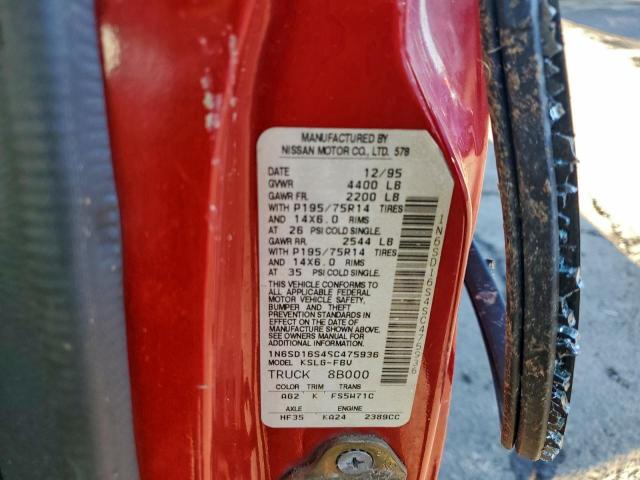 MANUFACTURED BY
NISSAN MOTOR CO., LTD. 578
DATE 12/95
GVWR 4400 LB
GAWR FR. 2200 LB
WITH P195/75R14 TIRES
AND 14X6.0 RIMS
AT 26 PSI COLD SINGLE.
GAWR RR. 2544 LB
WITH P195/75R14 TIRES
AND 14X6.0 RIMS
AT 35 PSI COLD SINGLE.
THIS VEHICLE CONFORMS TO
ALL APPLICABLE FEDERAL
MOTOR VEHICLE SAFETY,
BUMPER AND THEFT
PREVENTION STANDARDS IN
EFFECT ON THE DATE OF
MANUFACTURE SHOWN ABOVE.
SEE OWNERS MANUAL
FOR ADDITIONAL INFORMATION.
1N6SD16S4SC475936
MODEL KSLG-FBV
TRUCK 8B000
COLOR TRIM TRANS
AG2 K FS5W71C
AXLE ENGINE
HF35 KA24 2389CC
1N6SD16S4SC475936